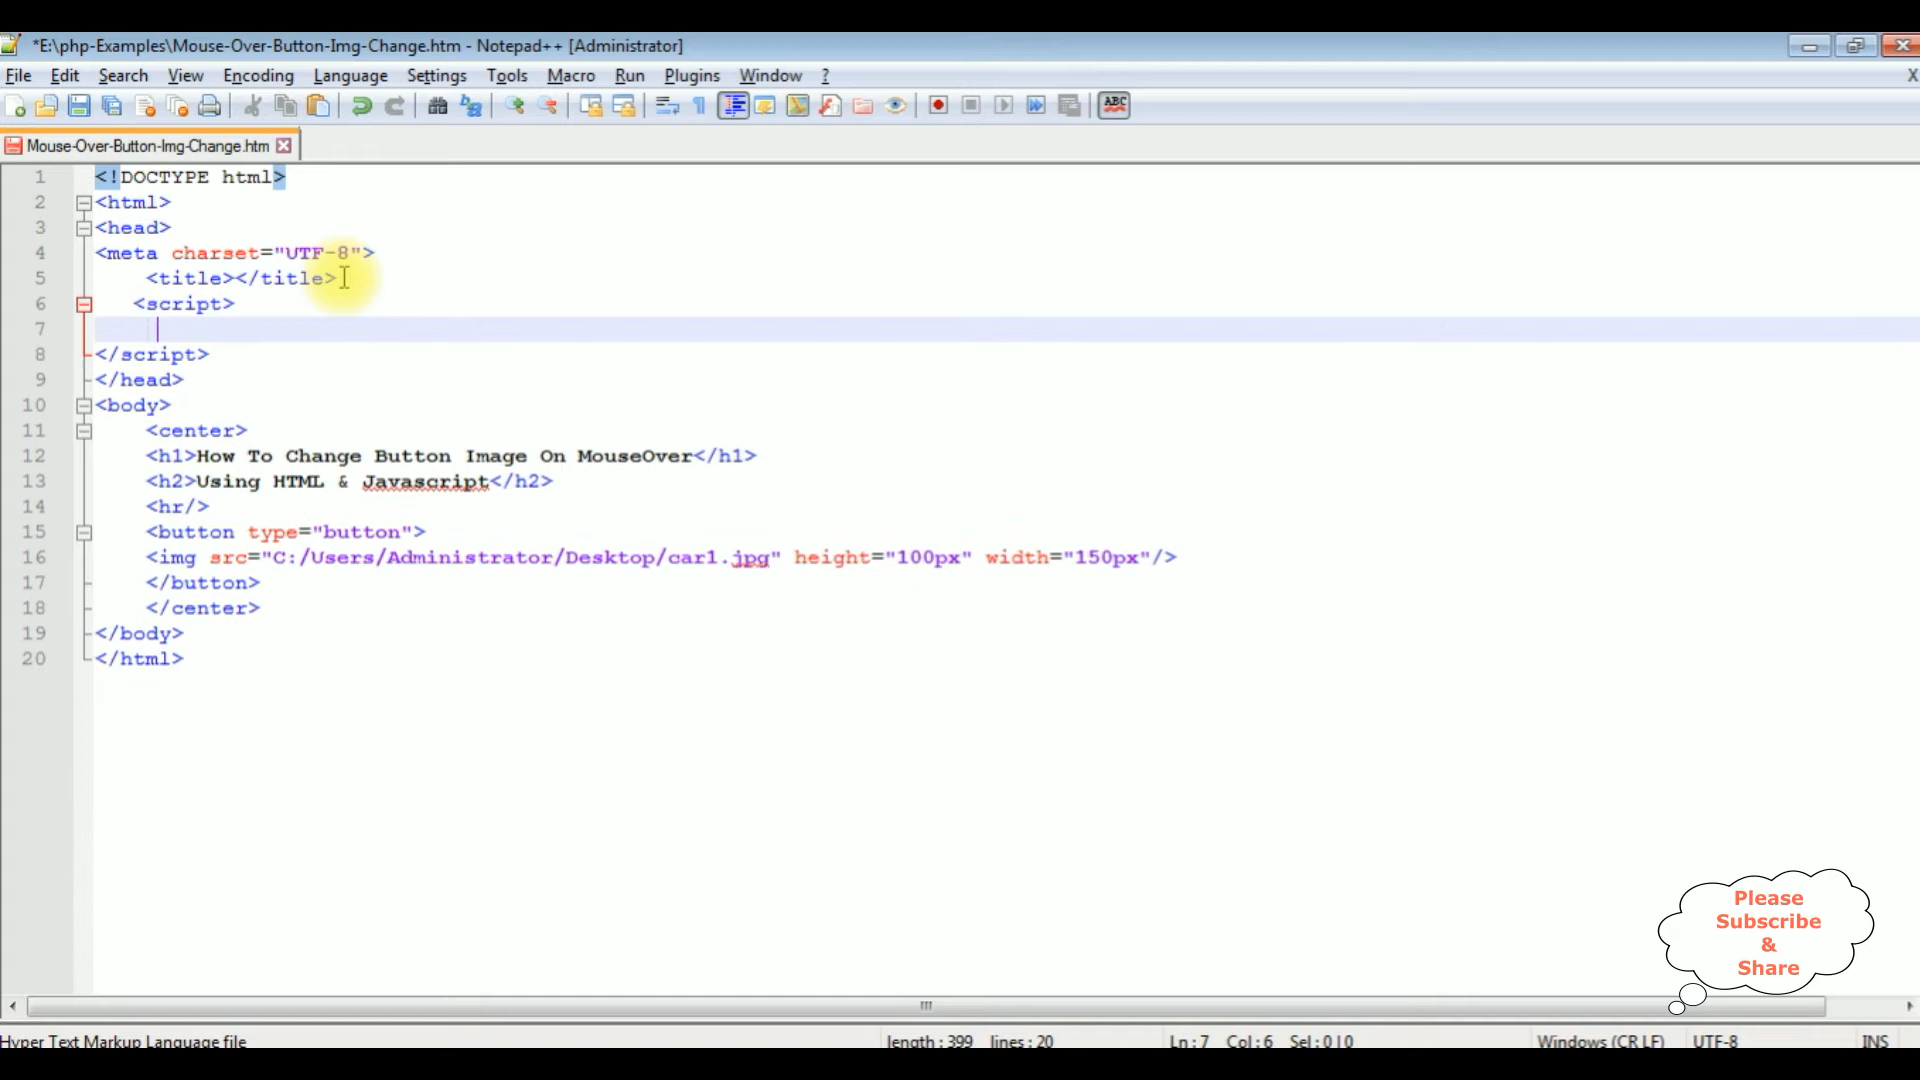 *E:\php-Examples\Mouse-Over-Button-Img-Change.htm - Notepad++ [Administrator]
File Edit Search View Encoding Language Settings Tools Macro Run Plugins Window ? X
ABC
Mouse-Over-Button-Img-Change.htm
1 <!DOCTYPE html>
2 <html>
3 <head>
4 <meta charset="UTF-8">
5 <title></title>
6 <script>
7
8 </script>
9 </head>
10 <body>
11 <center>
12 <h1>How To Change Button Image On MouseOver</h1>
13 <h2>Using HTML & Javascript</h2>
14 <hr/>
15 <button type="button">
16 <img src="C:/Users/Administrator/Desktop/car1.jpg" height="100px" width="150px"/>
17 </button>
18 </center>
19 </body>
20 </html>
Please
Subscribe
&
Share
Hyper Text Markup Language file length : 399 lines : 20 Ln : 7 Col : 6 Sel : 0 | 0 Windows (CR LF) UTF-8 INS